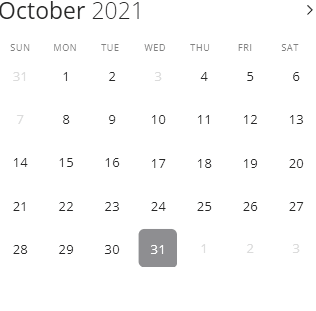 October 2021
SUN MON TUE WED THU FRI SAT
31 1 2 3 4 5 6
7 8 9 10 11 12 13
14 15 16 17 18 19 20
21 22 23 24 25 26 27
28 29 30 31 1 2 3